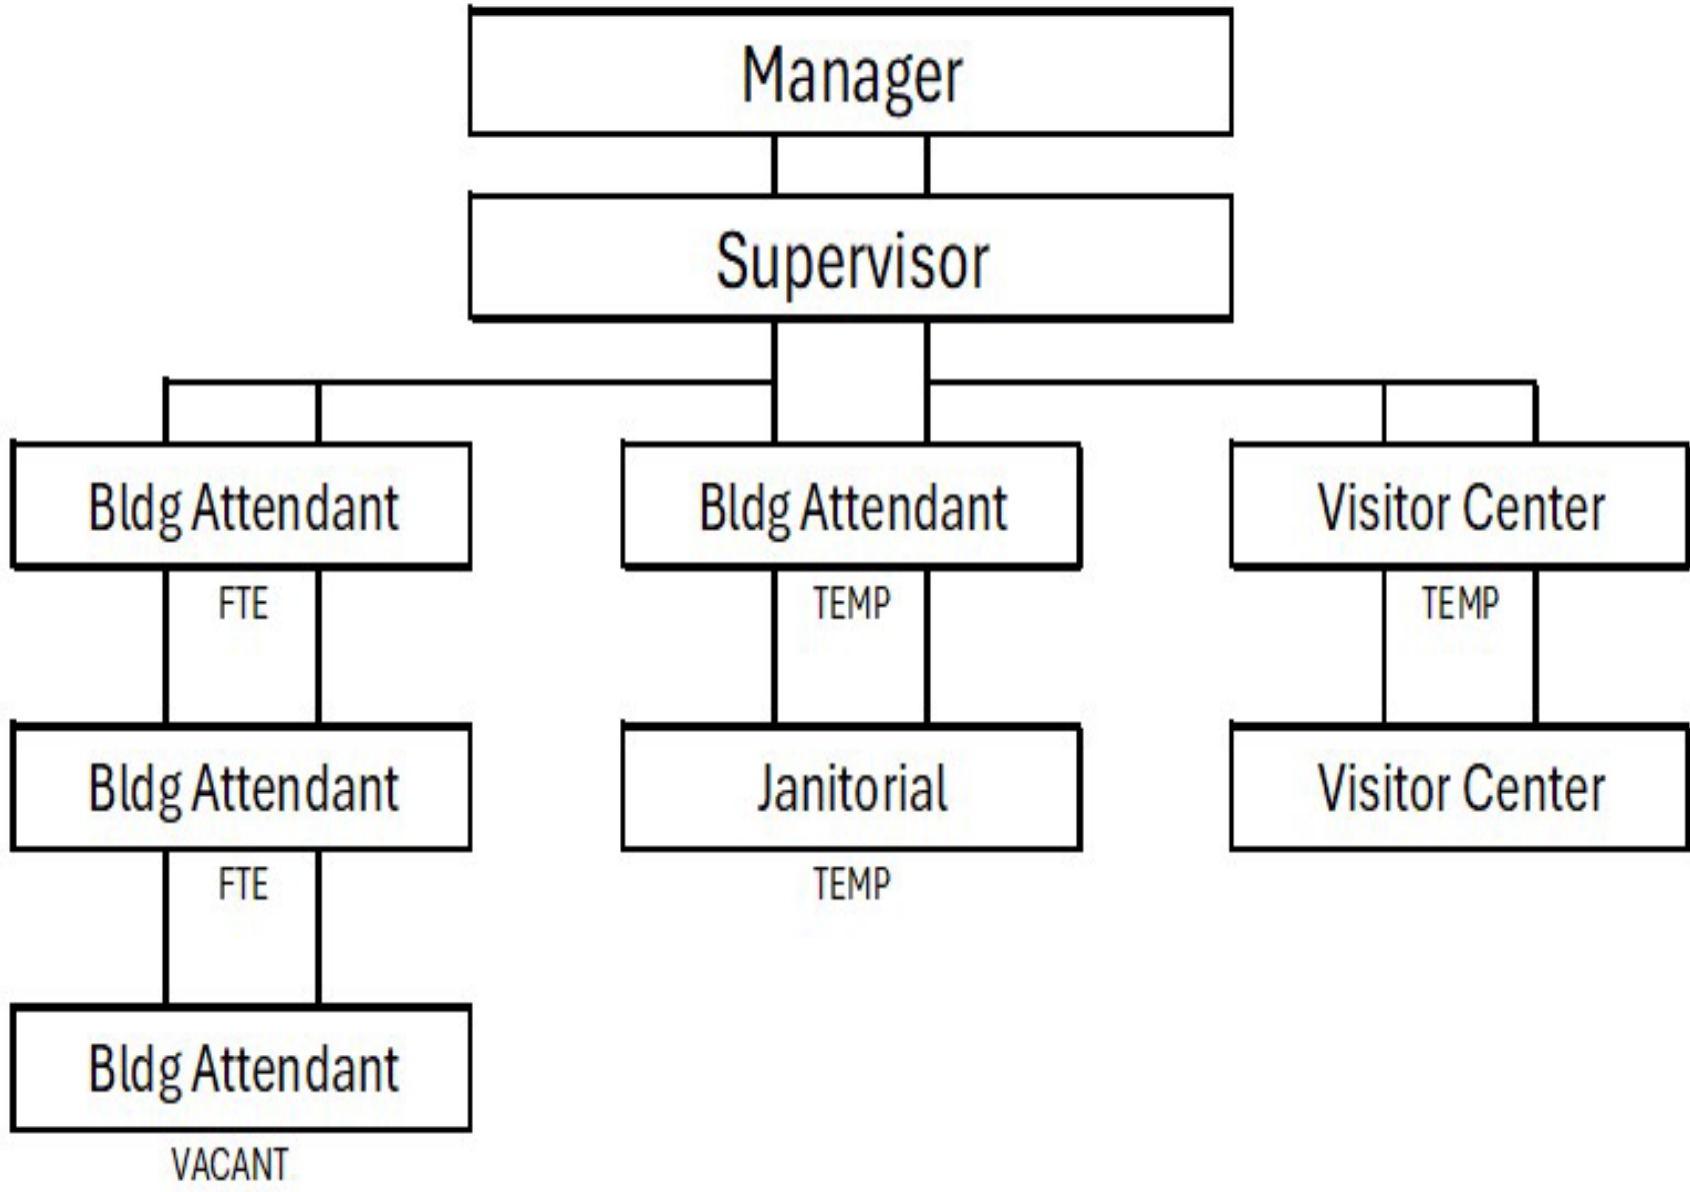 Manager
Supervisor
Bldg Attendant
Bldg Attendant
Visitor Center
FTE
TEMP
TEMP
Bldg Attendant
Janitorial
Visitor Center
FTE
TEMP
Bldg Attendant
VACANT